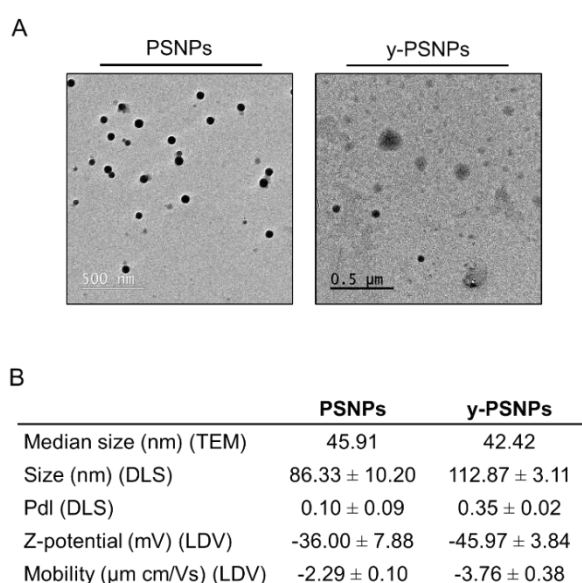 A
PSNPs y-PSNPs
500 nm 0.5 µm
B
PSNPs y-PSNPs
Median size (nm) (TEM) 45.91 42.42
Size (nm) (DLS) 86.33 ± 10.20 112.87 ± 3.11
PdI (DLS) 0.10 ± 0.09 0.35 ± 0.02
Z-potential (mV) (LDV) -36.00 ± 7.88 -45.97 ± 3.84
Mobility (µm cm/Vs) (LDV) -2.29 ± 0.10 -3.76 ± 0.38